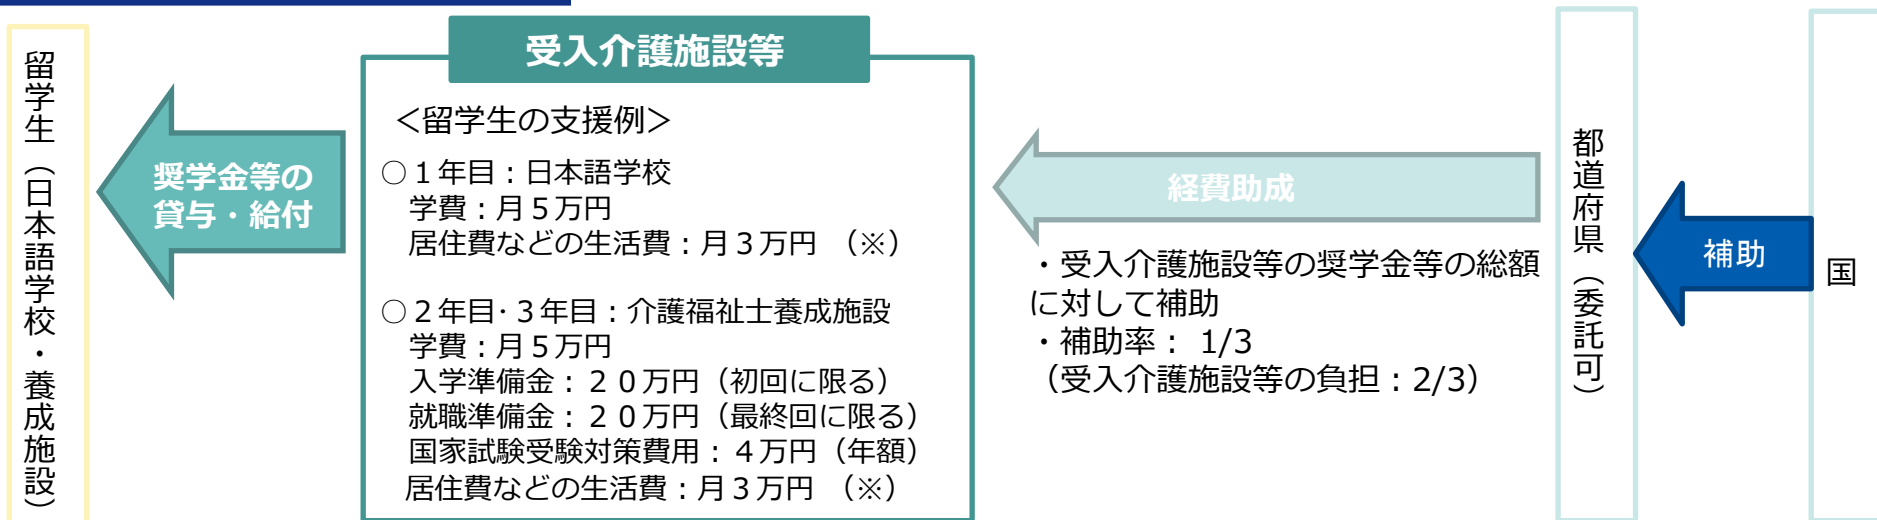 留学生（日本語学校・養成施設）
奨学金等の
貸与・給付
受入介護施設等
＜留学生の支援例＞
○１年目：日本語学校
学費：月５万円
居住費などの生活費：月３万円　（※）
○２年目･３年目：介護福祉士養成施設
学費：月５万円
入学準備金：２０万円（初回に限る）
就職準備金：２０万円（最終回に限る）
国家試験受験対策費用：４万円（年額）
居住費などの生活費：月３万円　（※）
経費助成
・受入介護施設等の奨学金等の総額
に対して補助
・補助率： 1/3
（受入介護施設等の負担：2/3）
都道府県（委託可）
補助
国